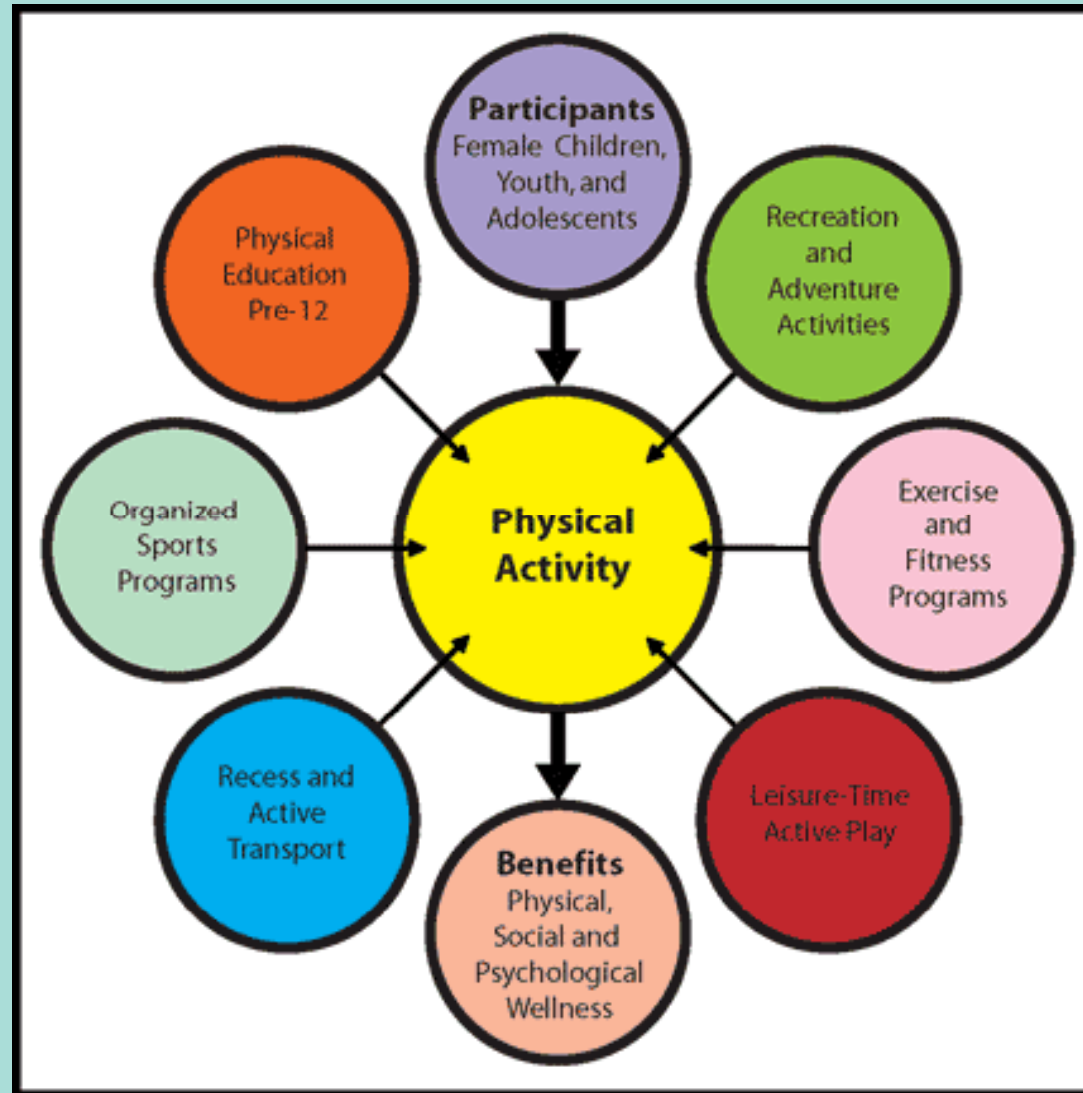 Participants
Female Children,
Youth, and
Adolescents
Physical
Education
Pre-12
Recreation
and
Adventure
Activities
Organized
Sports
Programs
Physical
Activity
Exercise
and
Fitness
Programs
Recess and
Active
Transport
Leisure-Time
Active Play
Benefits
Physical,
Social and
Psychological
Wellness